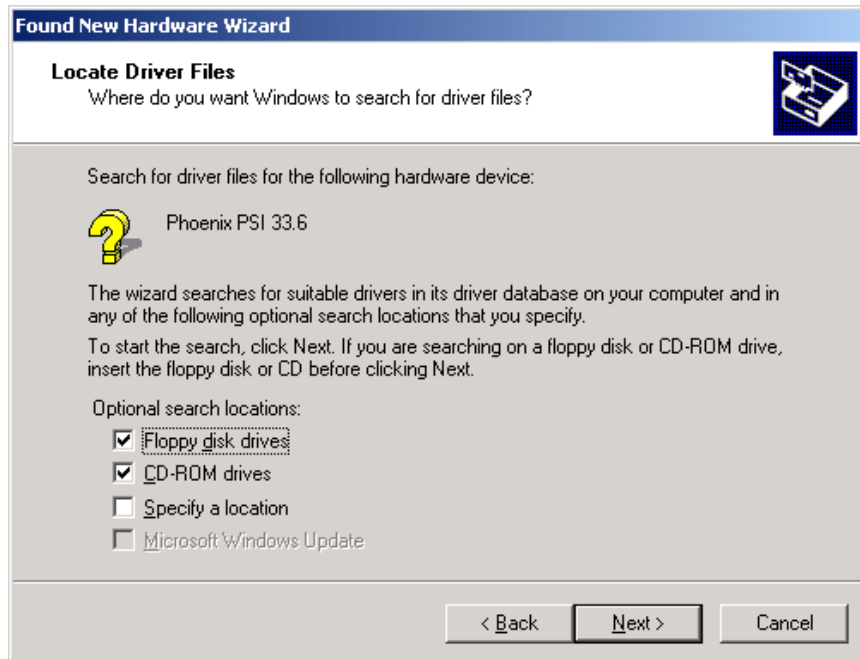 Found New Hardware Wizard
Locate Driver Files
Where do you want Windows to search for driver files?
Search for driver files for the following hardware device:
Phoenix PSI 33.6
The wizard searches for suitable drivers in its driver database on your computer and in
any of the following optional search locations that you specify.
To start the search, click Next. If you are searching on a floppy disk or CD-ROM drive,
insert the floppy disk or CD before clicking Next.
Optional search locations:
Floppy disk drives
CD-ROM drives
Specify a location
Microsoft Windows Update
< Back Next > Cancel